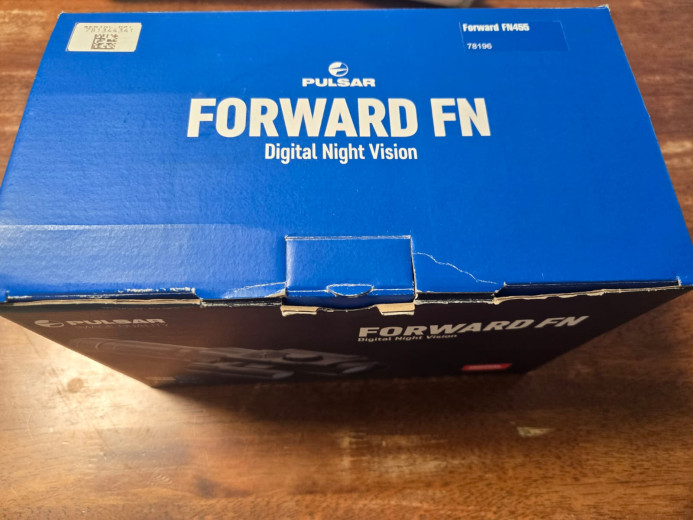 Forward FN455
78196
PULSAR
FORWARD FN
Digital Night Vision
PULSAR
FORWARD FN
Digital Night Vision